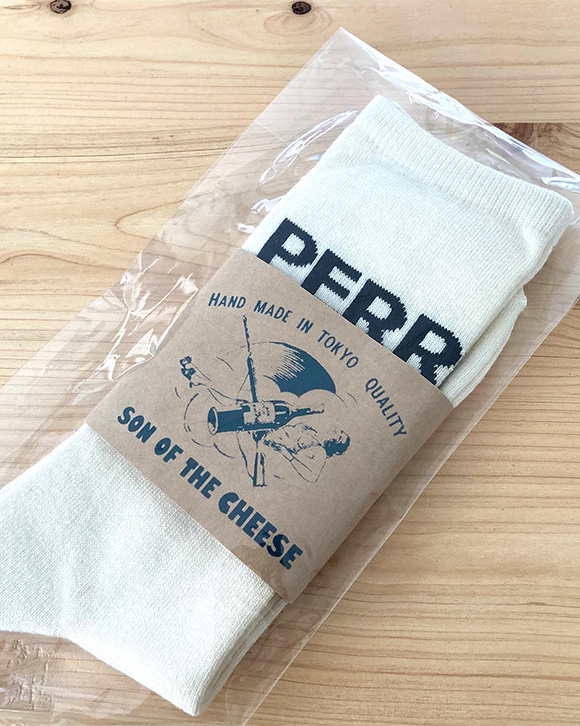 PERR
HAND MADE IN TOKYO QUALITY
SON OF THE CHEESE